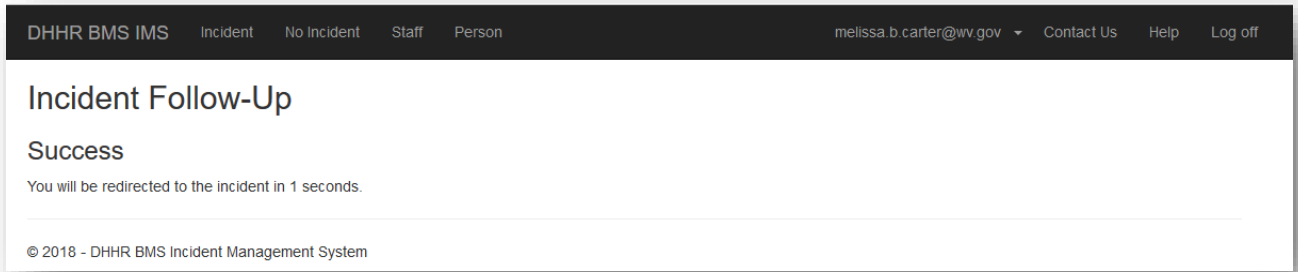 DHHR BMS IMS Incident No Incident Staff Person melissa.b.carter@wv.gov Contact Us Help Log off
Incident Follow-Up
Success
You will be redirected to the incident in 1 seconds.
© 2018 - DHHR BMS Incident Management System